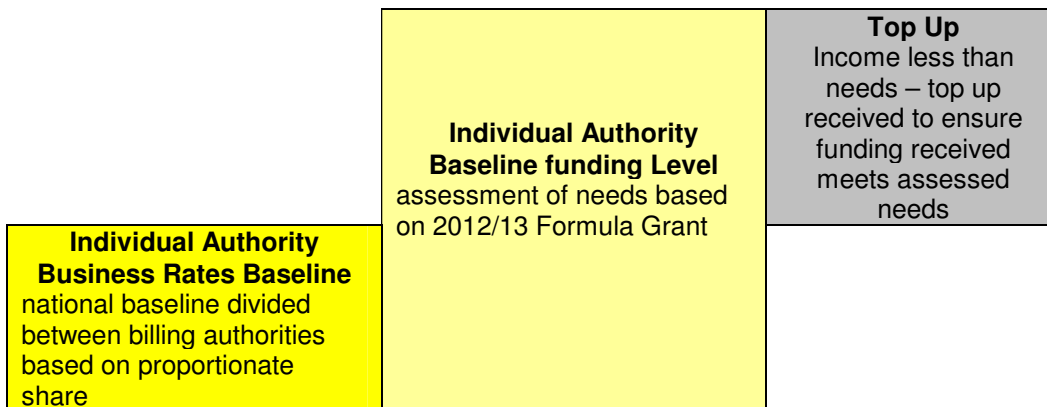 Individual Authority
Business Rates Baseline
national baseline divided
between billing authorities
based on proportionate
share
Individual Authority
Baseline funding Level
assessment of needs based
on 2012/13 Formula Grant
Top Up
Income less than
needs – top up
received to ensure
funding received
meets assessed
needs